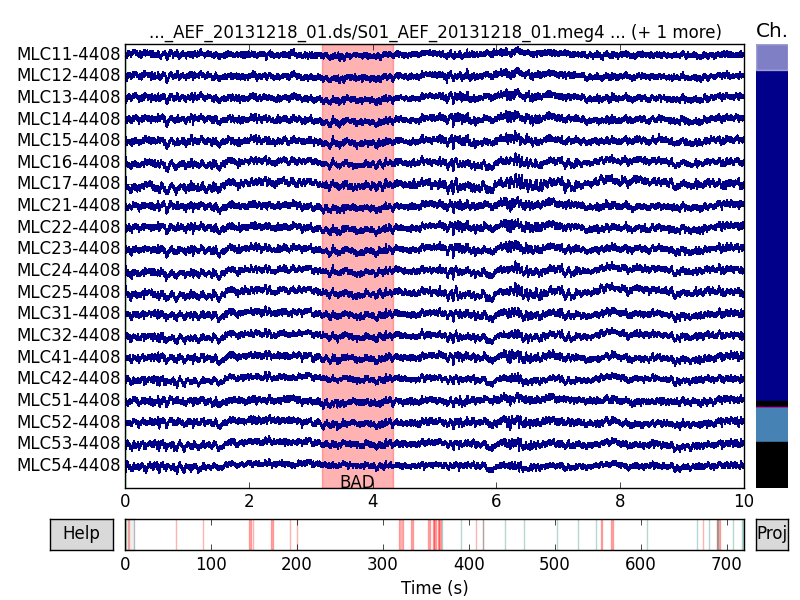 ..._AEF_20131218_01.ds/S01_AEF_20131218_01.meg4 ... (+ 1 more)
Ch.
MLC11-4408
MLC12-4408
MLC13-4408
MLC14-4408
MLC15-4408
MLC16-4408
MLC17-4408
MLC21-4408
MLC22-4408
MLC23-4408
MLC24-4408
MLC25-4408
MLC31-4408
MLC32-4408
MLC41-4408
MLC42-4408
MLC51-4408
MLC52-4408
MLC53-4408
MLC54-4408
BAD
0 2 4 6 8 10
Help
Proj
0 100 200 300 400 500 600 700
Time (s)